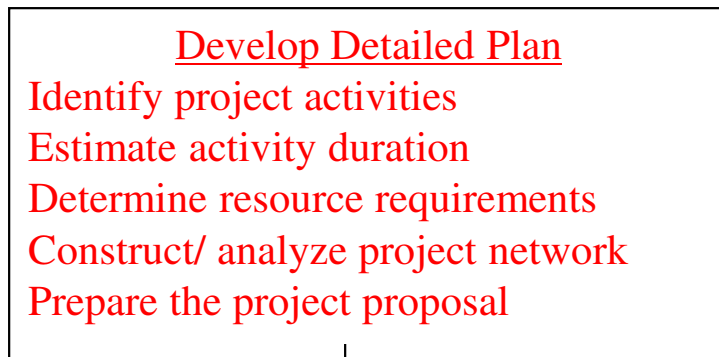 Develop Detailed Plan
Identify project activities
Estimate activity duration
Determine resource requirements
Construct/ analyze project network
Prepare the project proposal